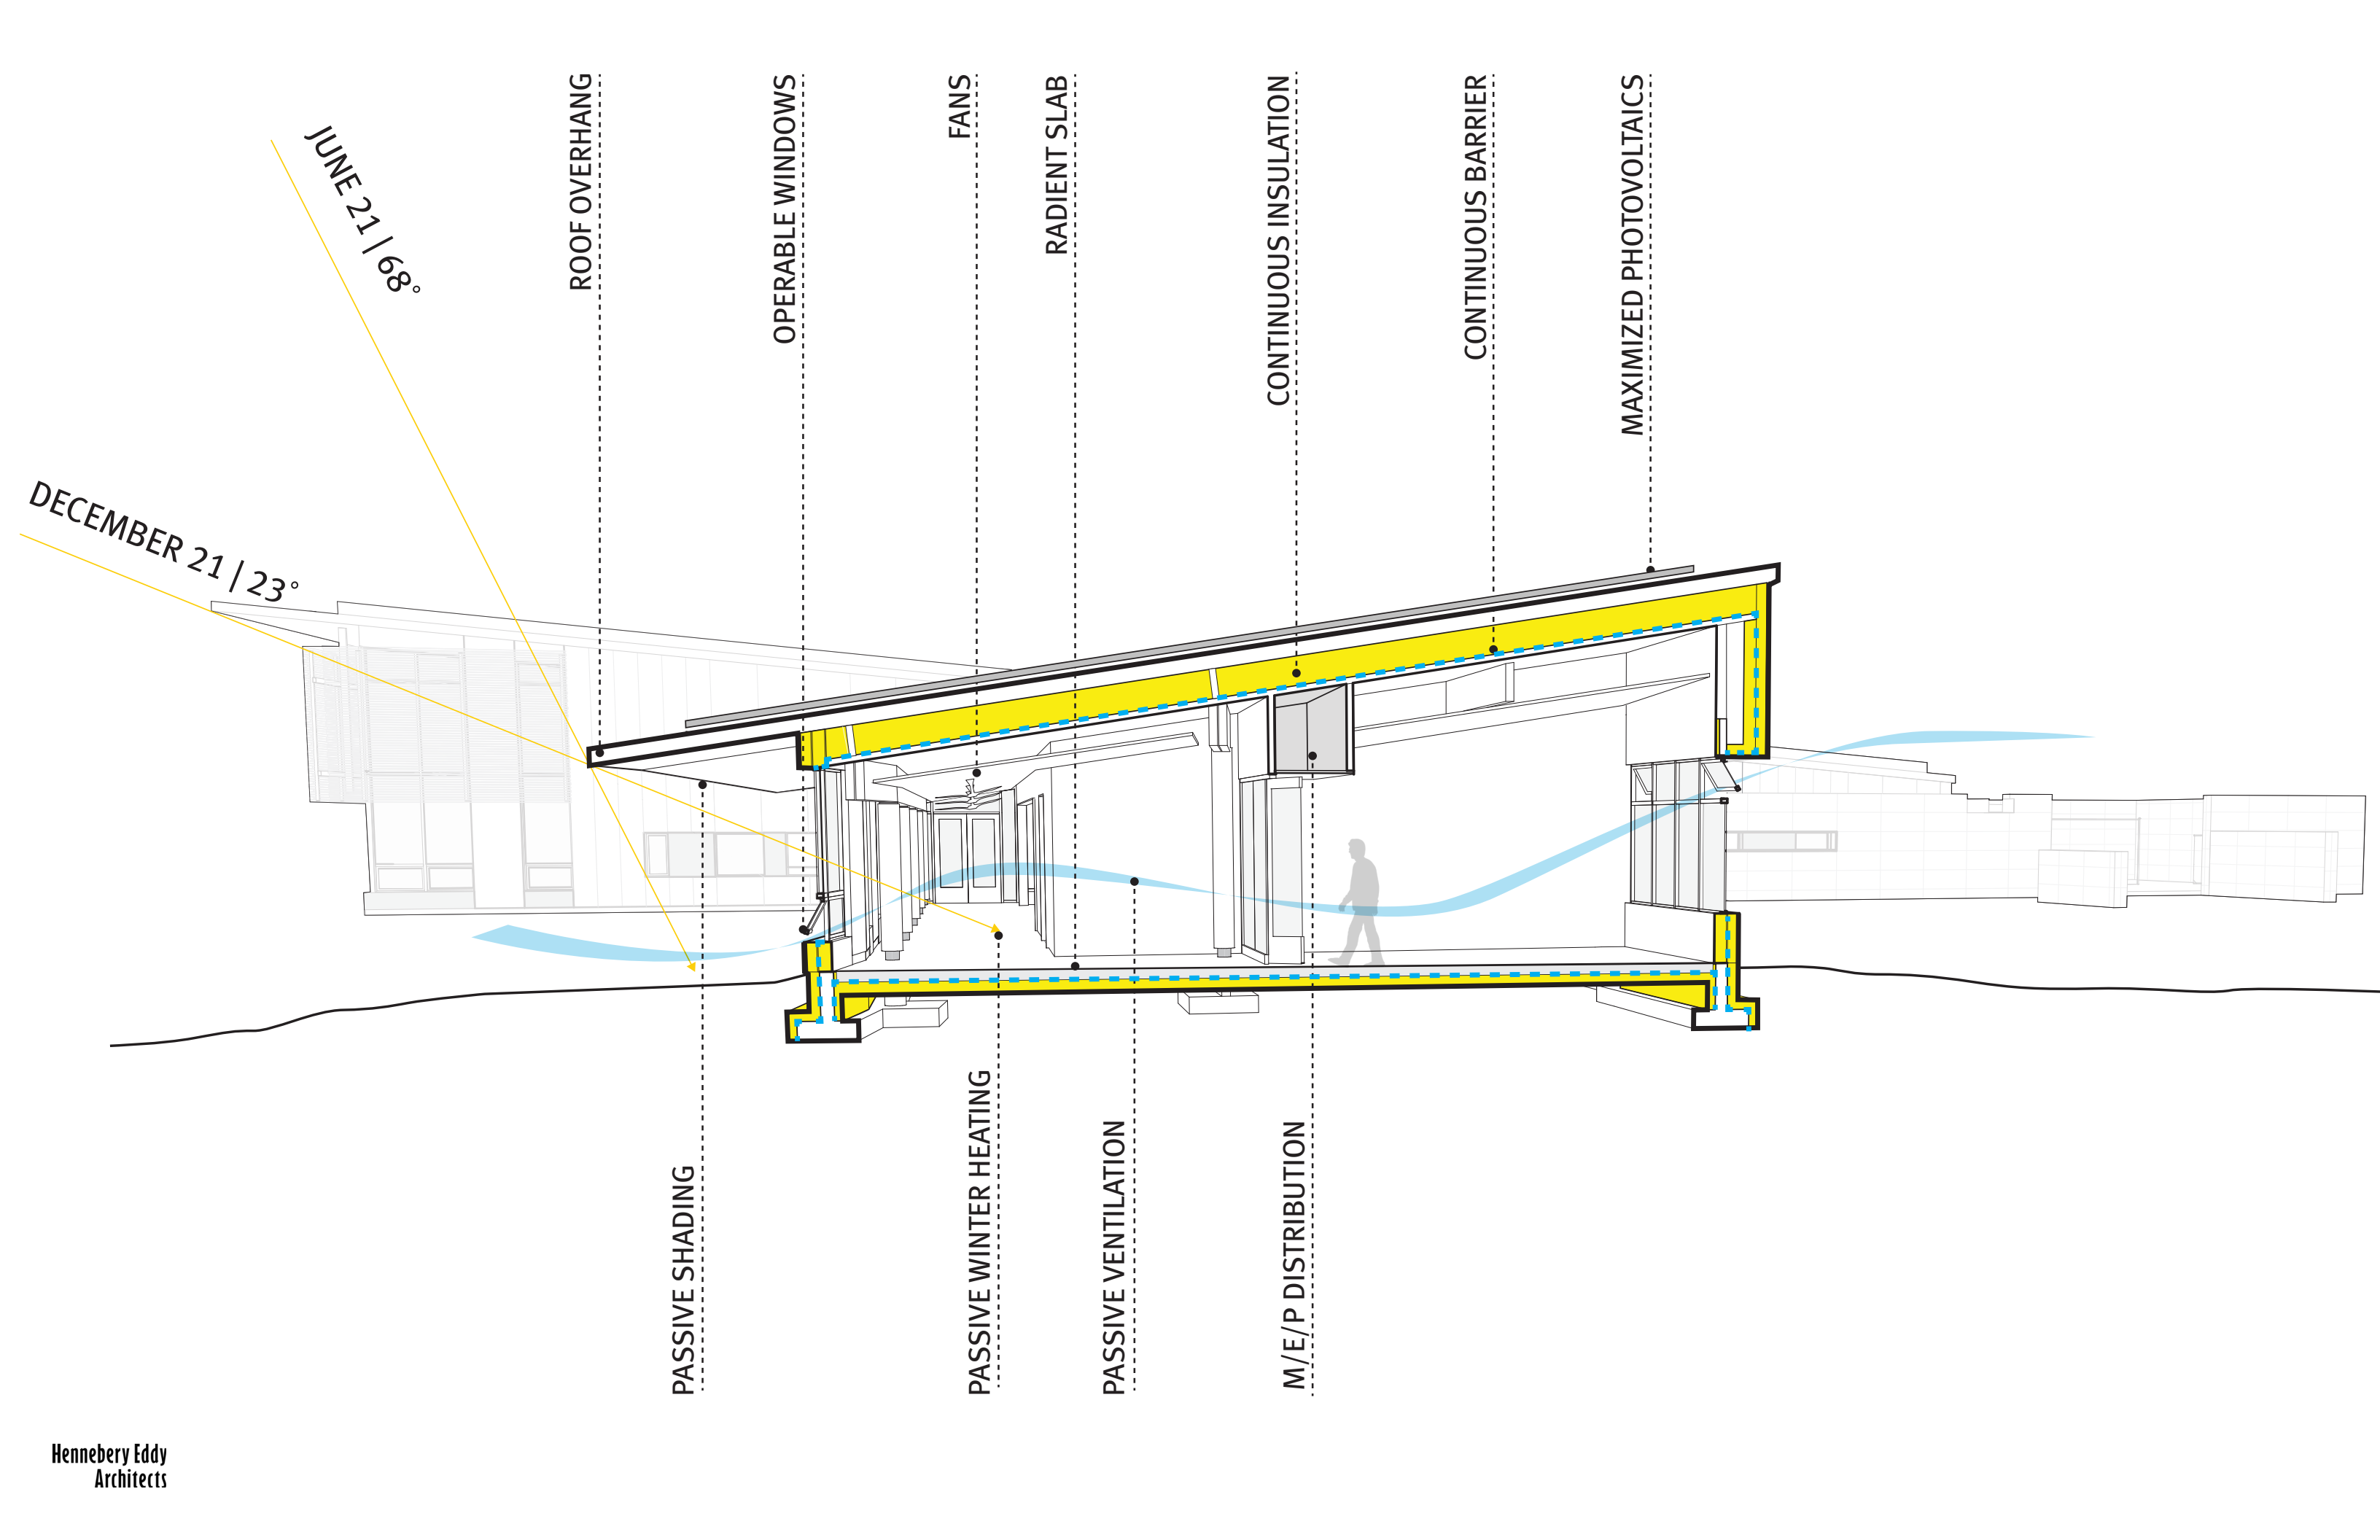 JUNE 21 | 68°
DECEMBER 21 | 23°
ROOF OVERHANG
OPERABLE WINDOWS
FANS
RADIENT SLAB
CONTINUOUS INSULATION
CONTINUOUS BARRIER
MAXIMIZED PHOTOVOLTAICS
PASSIVE SHADING
PASSIVE WINTER HEATING
PASSIVE VENTILATION
M/E/P DISTRIBUTION
Hennebery Eddy
Architects